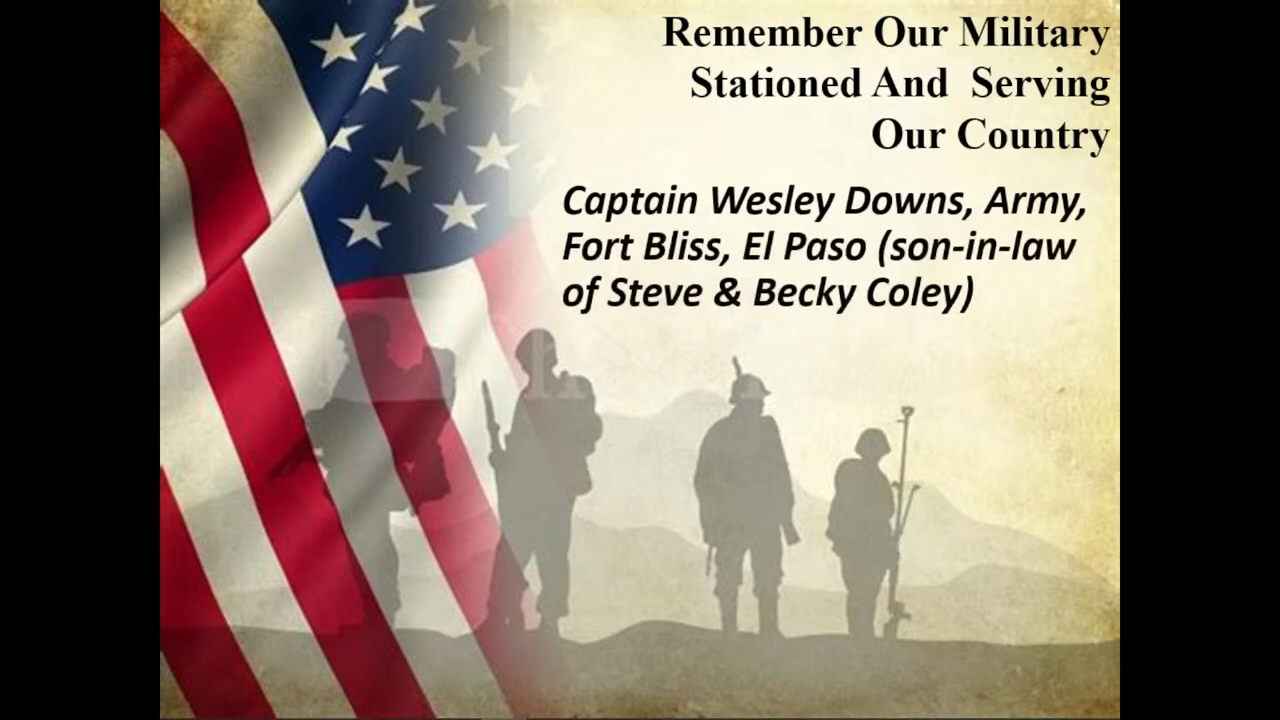 Remember Our Military
Stationed And  Serving
Our Country
Captain Wesley Downs, Army,
Fort Bliss, El Paso (son-in-law
of Steve & Becky Coley)